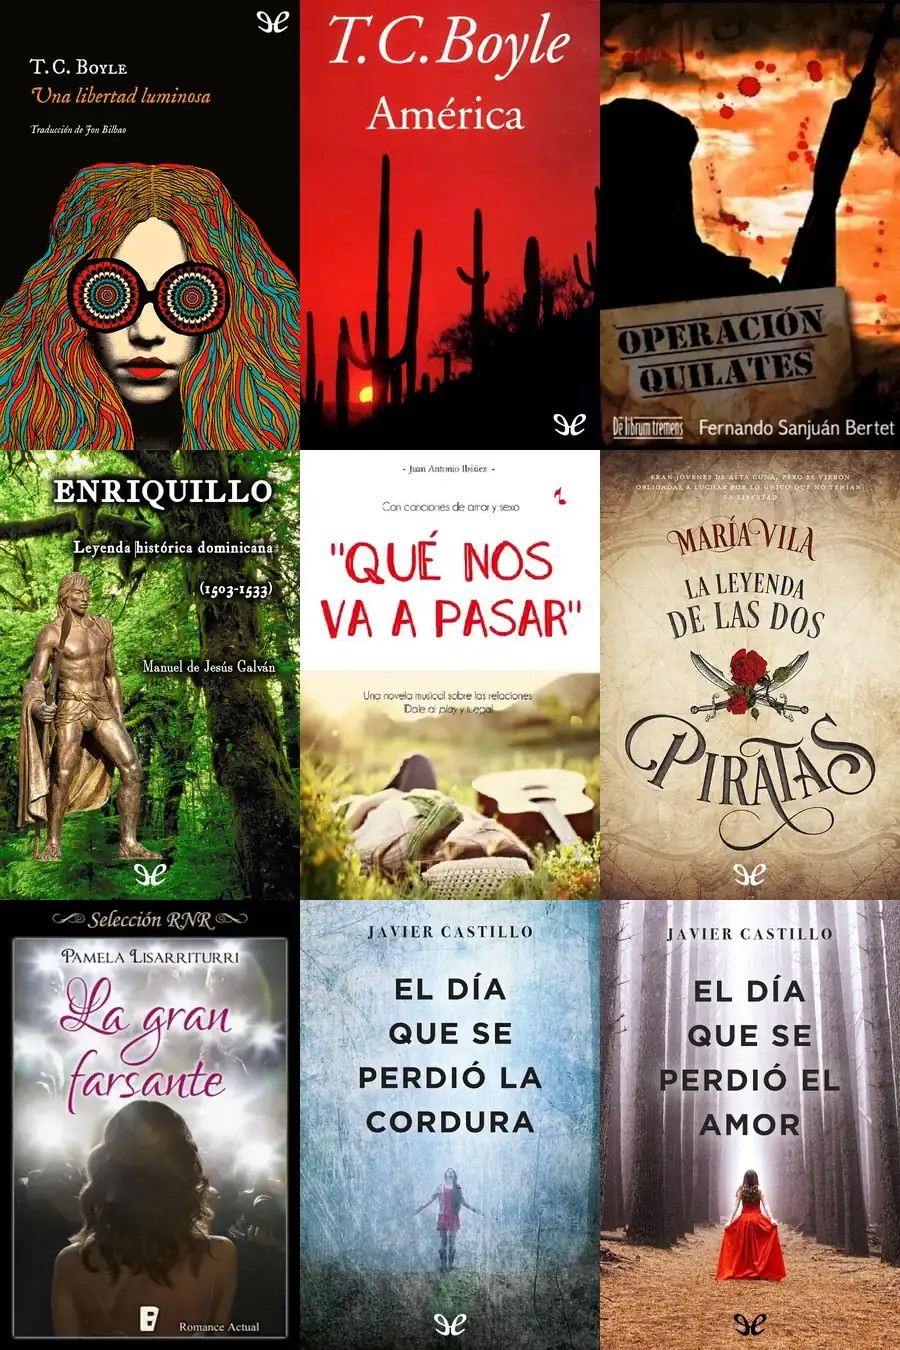 T.C. BOYLE
Una libertad luminosa
Traducción de Jon Bilbao
T.C. Boyle
América
OPERACIÓN
QUILATES
De librum tremens
Fernando Sanjuán Bertet
ENRIQUILLO
Leyenda histórica dominicana
(1503-1533)
Manuel de Jesús Galván
- Juan Antonio Ibáñez -
Con canciones de amor y sexo
"QUÉ NOS
VA A PASAR"
Una novela musical sobre las relaciones
¡Dale al play y juega!
ERAN JÓVENES DE ALTA CUNA, PERO SE VIERON
OBLIGADAS A LUCHAR POR LO ÚNICO QUE NO TENÍAN:
LA LIBERTAD
MARÍA VILA
LA LEYENDA
DE LAS DOS
PIRATAS
Selección RNR
PAMELA LISARRITURRI
La gran
farsante
B
Romance Actual
JAVIER CASTILLO
EL DÍA
QUE SE
PERDIÓ LA
CORDURA
JAVIER CASTILLO
EL DÍA
QUE SE
PERDIÓ EL
AMOR